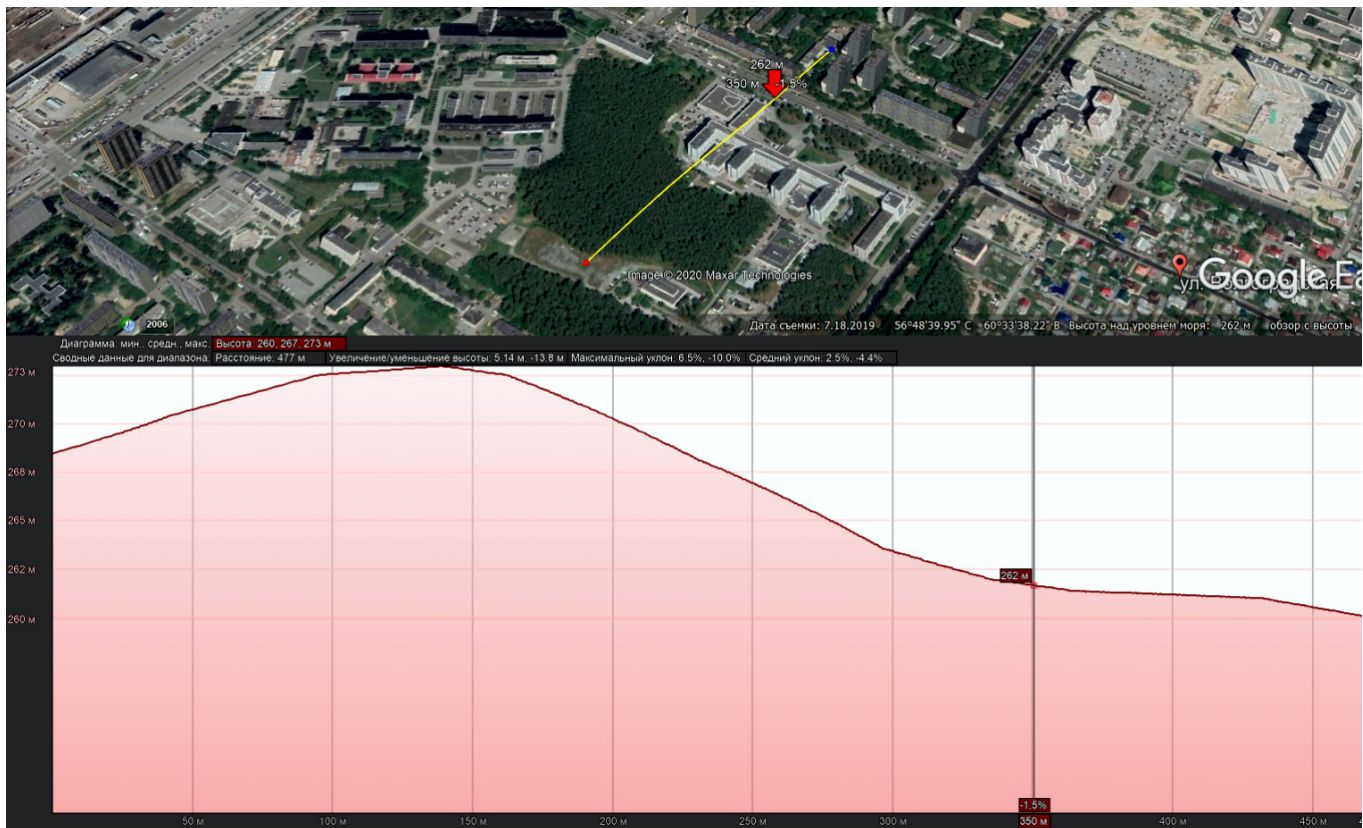 262 м
350 м -1.5%
Image © 2020 Maxar Technologies
Google E
ул. Волгоградская
2006
Дата съемки: 7.18.2019 56°48'39.95" С 60°33'38.22" В Высота над уровнем моря: 262 м обзор с высоты
Диаграмма: мин., средн., макс. Высота: 260, 267, 273 м
Сводные данные для диапазона: Расстояние: 477 м Увеличение/уменьшение высоты: 5.14 м, -13.8 м Максимальный уклон: 6.5%, -10.0% Средний уклон: 2.5%, -4.4%
273 м
270 м
268 м
265 м
262 м
262 м
260 м
-1.5%
50 м 100 м 150 м 200 м 250 м 300 м 350 м 400 м 450 м